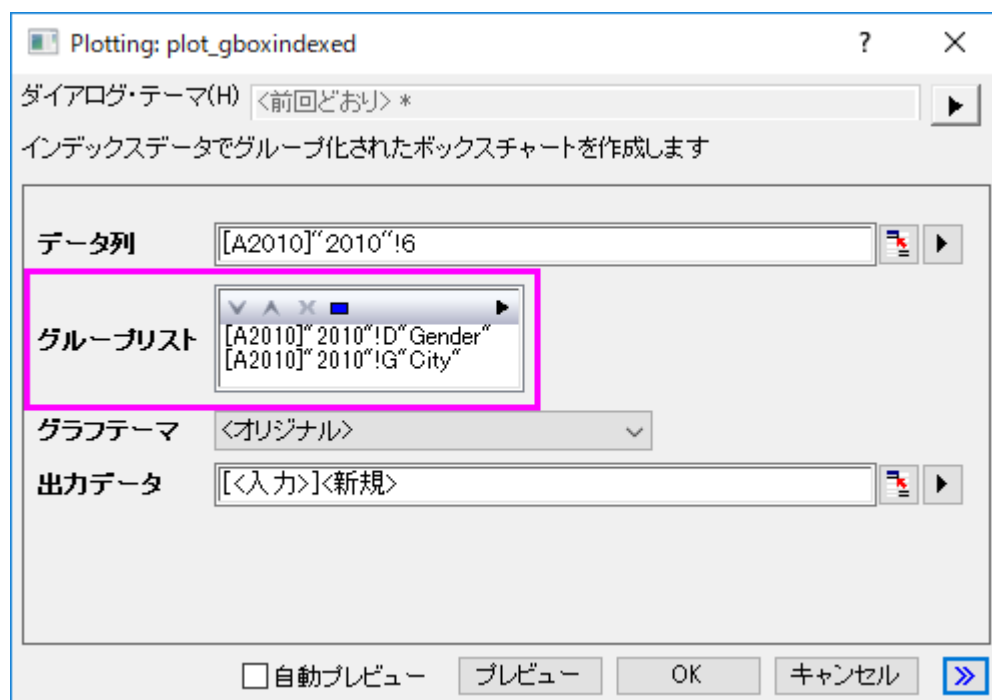 Plotting: plot_gboxindexed
ダイアログ・テーマ(H) <前回どおり> *
インデックスデータでグループ化されたボックスチャートを作成します
データ列 [A2010]"2010"!6
グループリスト
[A2010]"2010"!D"Gender"
[A2010]"2010"!G"City"
グラフテーマ <オリジナル>
出力データ [<入力>]<新規>
自動プレビュー プレビュー OK キャンセル